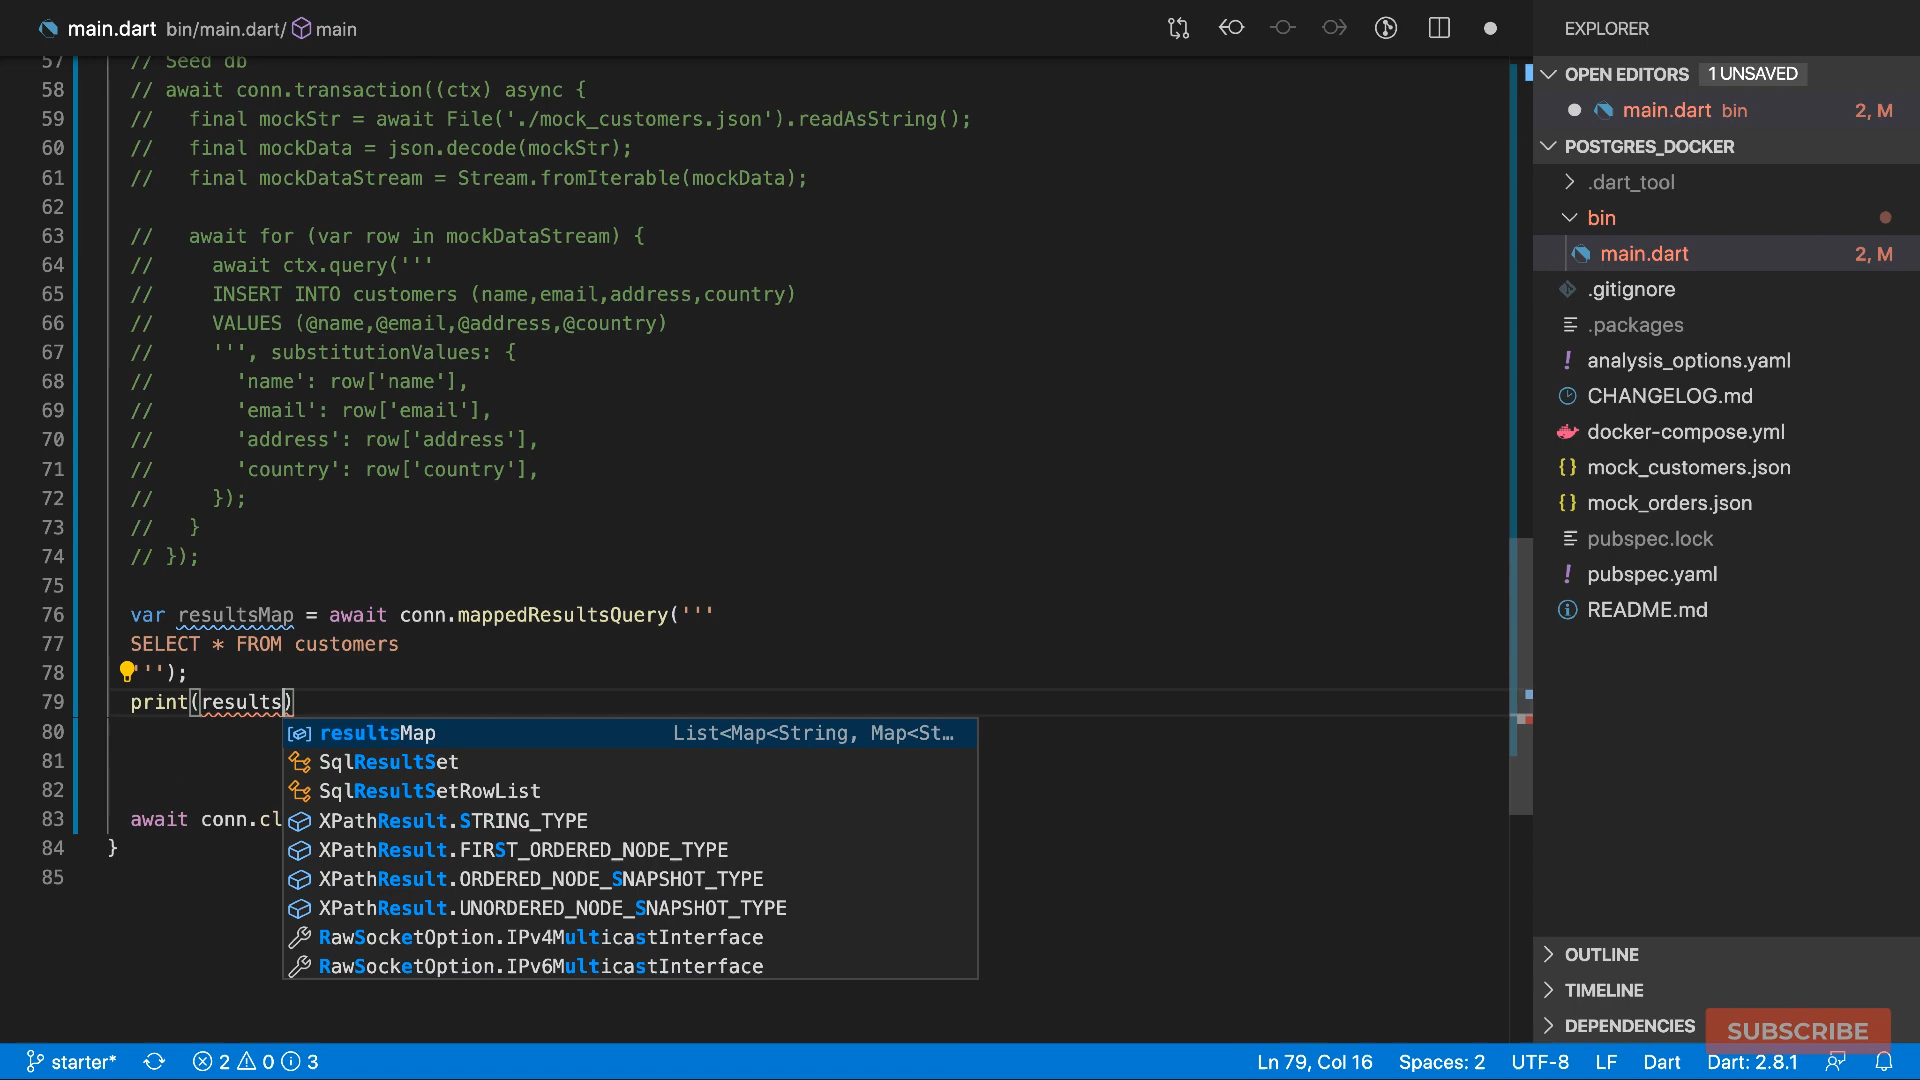 main.dart bin/main.dart/ main
57 // Seed db
58 // await conn.transaction((ctx) async {
59 //   final mockStr = await File('./mock_customers.json').readAsString();
60 //   final mockData = json.decode(mockStr);
61 //   final mockDataStream = Stream.fromIterable(mockData);
62
63 //   await for (var row in mockDataStream) {
64 //     await ctx.query('''
65 //     INSERT INTO customers (name,email,address,country)
66 //     VALUES (@name,@email,@address,@country)
67 //     ''', substitutionValues: {
68 //       'name': row['name'],
69 //       'email': row['email'],
70 //       'address': row['address'],
71 //       'country': row['country'],
72 //     });
73 //   }
74 // });
75
76 var resultsMap = await conn.mappedResultsQuery('''
77 SELECT * FROM customers
78 ''');
79 print(results)
80
81
82
83 await conn.cl
84 }
85
resultsMap List<Map<String, Map<St...
SqlResultSet
SqlResultSetRowList
XPathResult.STRING_TYPE
XPathResult.FIRST_ORDERED_NODE_TYPE
XPathResult.ORDERED_NODE_SNAPSHOT_TYPE
XPathResult.UNORDERED_NODE_SNAPSHOT_TYPE
RawSocketOption.IPv4MulticastInterface
RawSocketOption.IPv6MulticastInterface
EXPLORER
OPEN EDITORS 1 UNSAVED
main.dart bin 2, M
POSTGRES_DOCKER
.dart_tool
bin
main.dart 2, M
.gitignore
.packages
analysis_options.yaml
CHANGELOG.md
docker-compose.yml
mock_customers.json
mock_orders.json
pubspec.lock
pubspec.yaml
README.md
OUTLINE
TIMELINE
DEPENDENCIES
SUBSCRIBE
starter* 2 0 3 Ln 79, Col 16 Spaces: 2 UTF-8 LF Dart Dart: 2.8.1